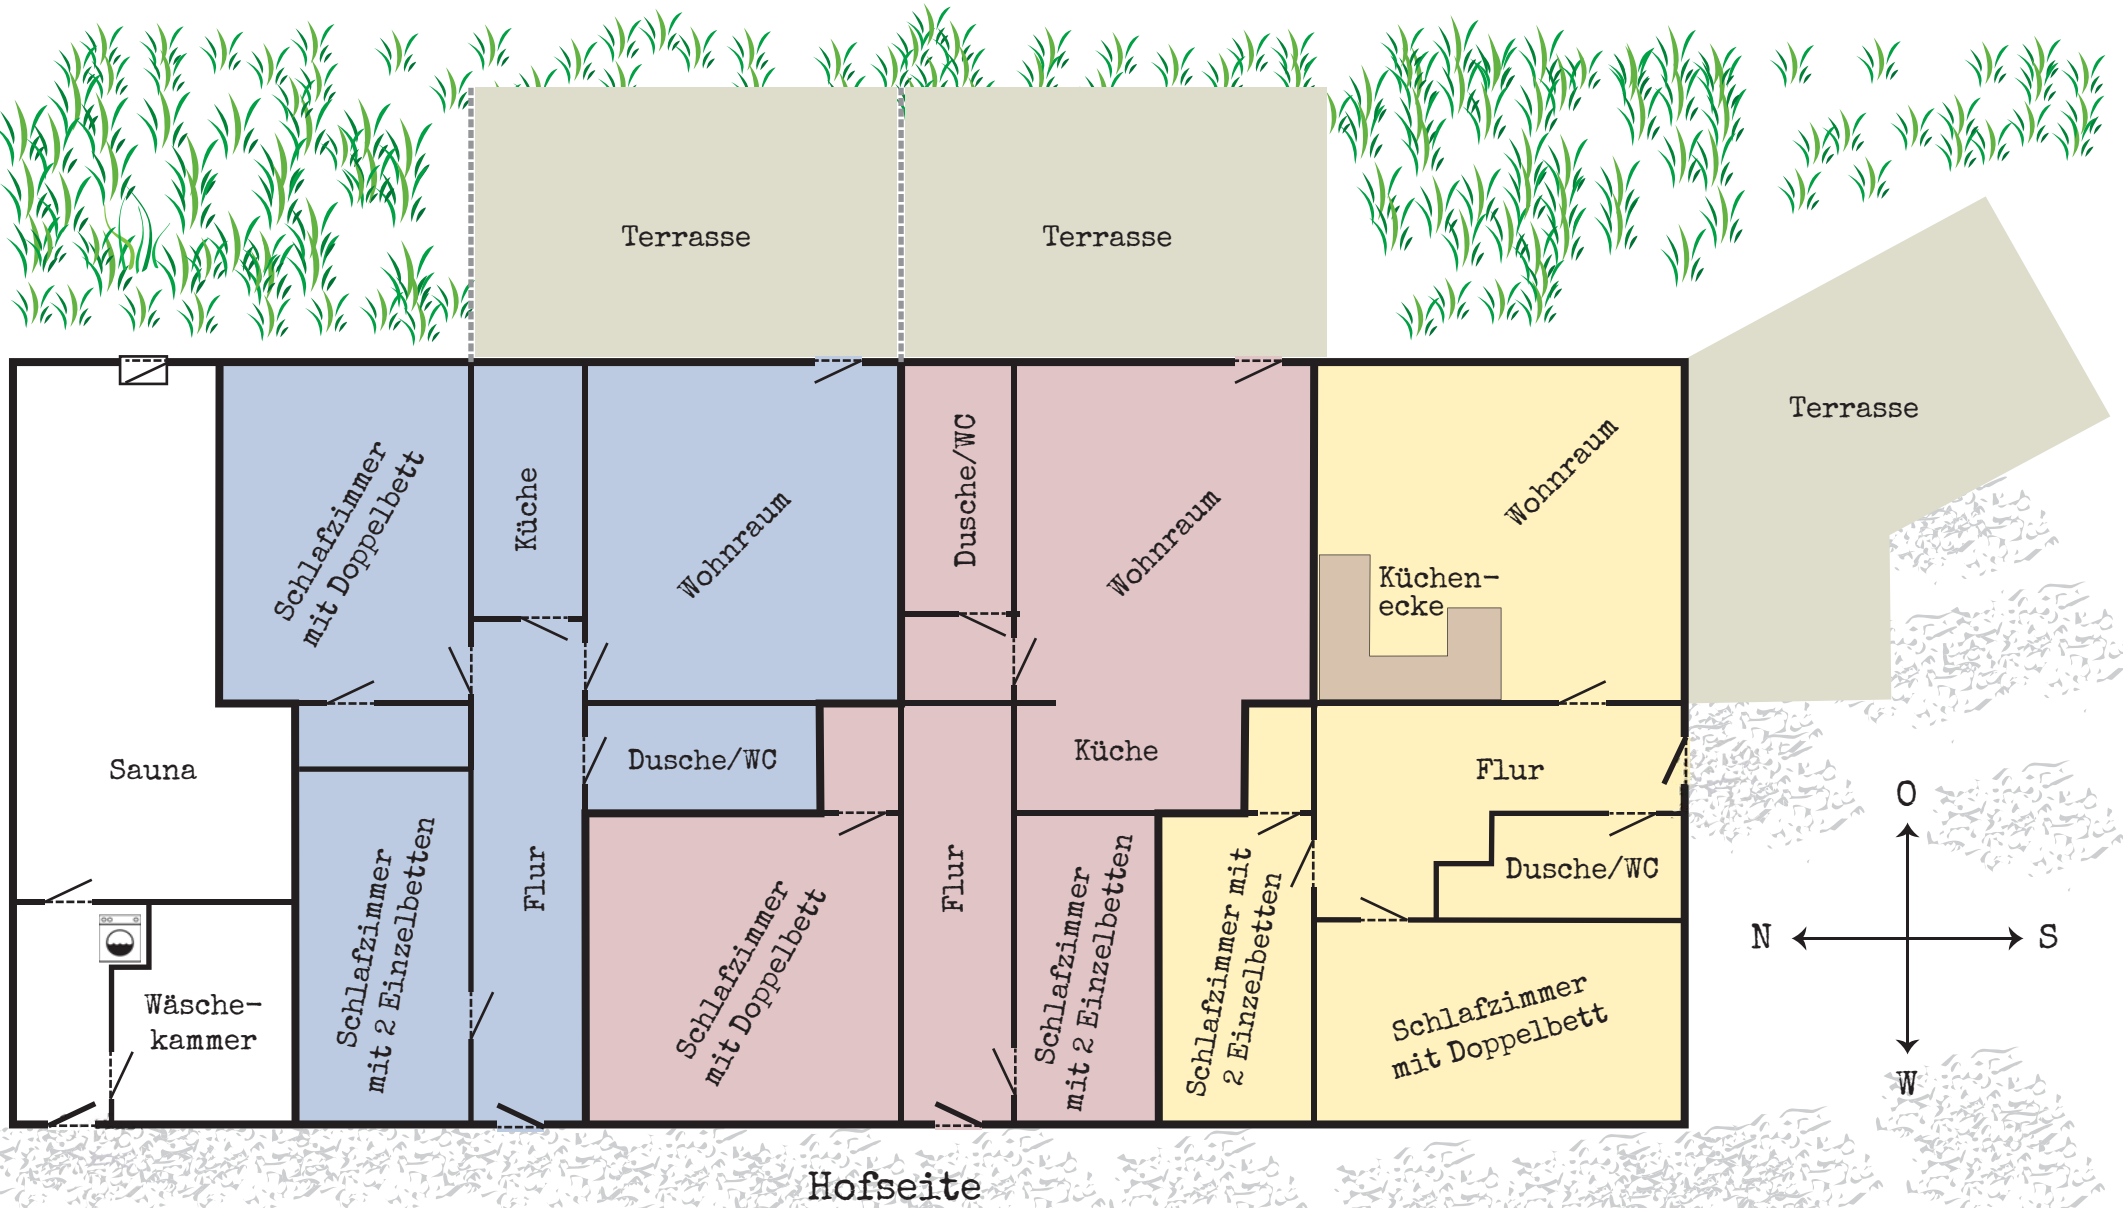 Terrasse
Terrasse
Terrasse
Schlafzimmer
mit Doppelbett
Küche
Wohnraum
Dusche/WC
Wohnraum
Wohnraum
Küchen-
ecke
Sauna
Dusche/WC
Küche
Flur
Schlafzimmer
mit 2 Einzelbetten
Flur
Schlafzimmer
mit Doppelbett
Flur
Schlafzimmer
mit 2 Einzelbetten
Schlafzimmer mit
2 Einzelbetten
Dusche/WC
Schlafzimmer
mit Doppelbett
Wäsche-
kammer
O
N
S
W
Hofseite